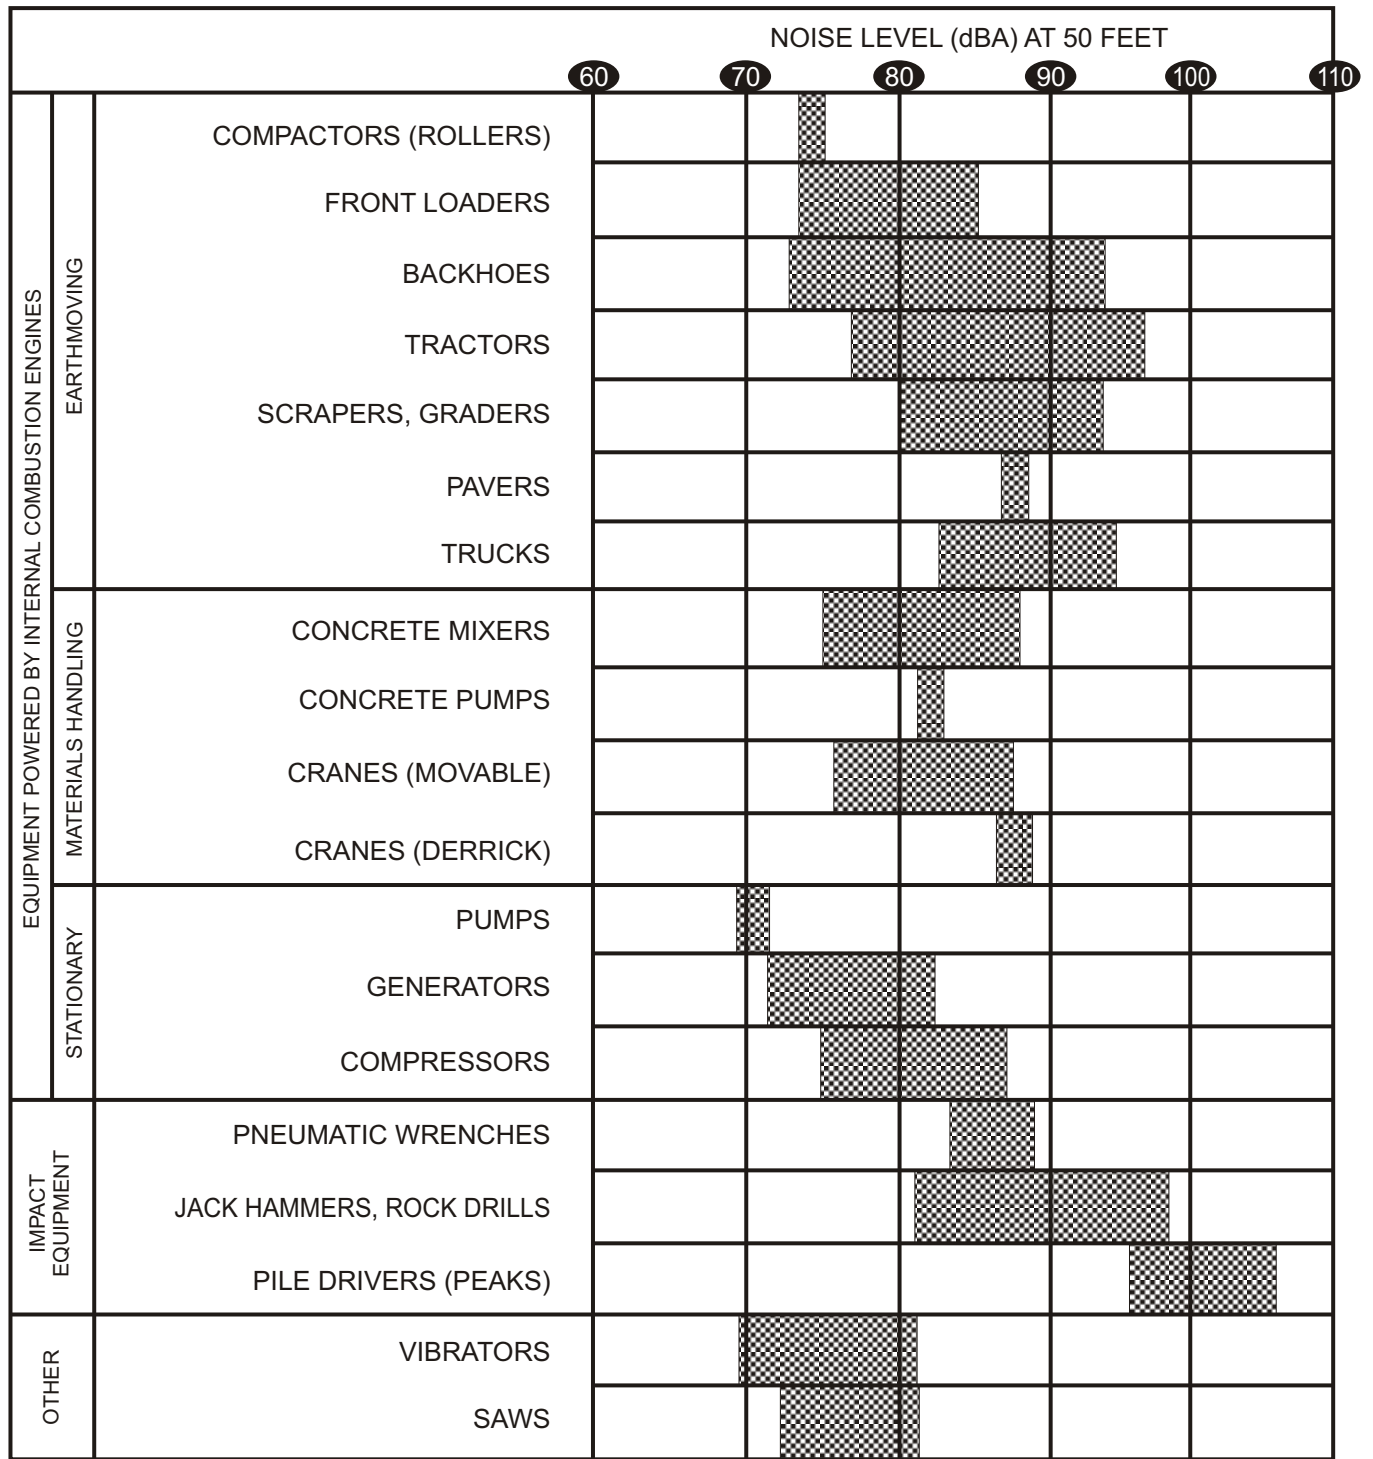 NOISE LEVEL (dBA) AT 50 FEET
60 70 80 90 100 110
EQUIPMENT POWERED BY INTERNAL COMBUSTION ENGINES
EARTHMOVING
COMPACTORS (ROLLERS)
FRONT LOADERS
BACKHOES
TRACTORS
SCRAPERS, GRADERS
PAVERS
TRUCKS
MATERIALS HANDLING
CONCRETE MIXERS
CONCRETE PUMPS
CRANES (MOVABLE)
CRANES (DERRICK)
STATIONARY
PUMPS
GENERATORS
COMPRESSORS
IMPACT
EQUIPMENT
PNEUMATIC WRENCHES
JACK HAMMERS, ROCK DRILLS
PILE DRIVERS (PEAKS)
OTHER
VIBRATORS
SAWS